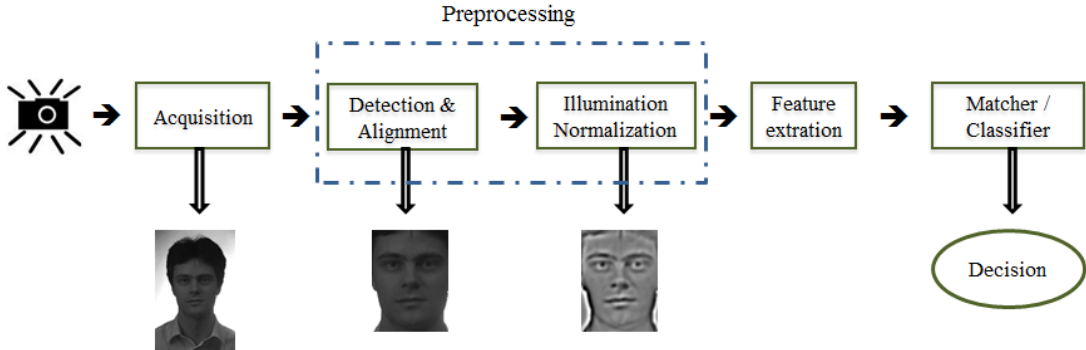 Preprocessing
Acquisition
Detection &
Alignment
Illumination
Normalization
Feature
extration
Matcher /
Classifier
Decision